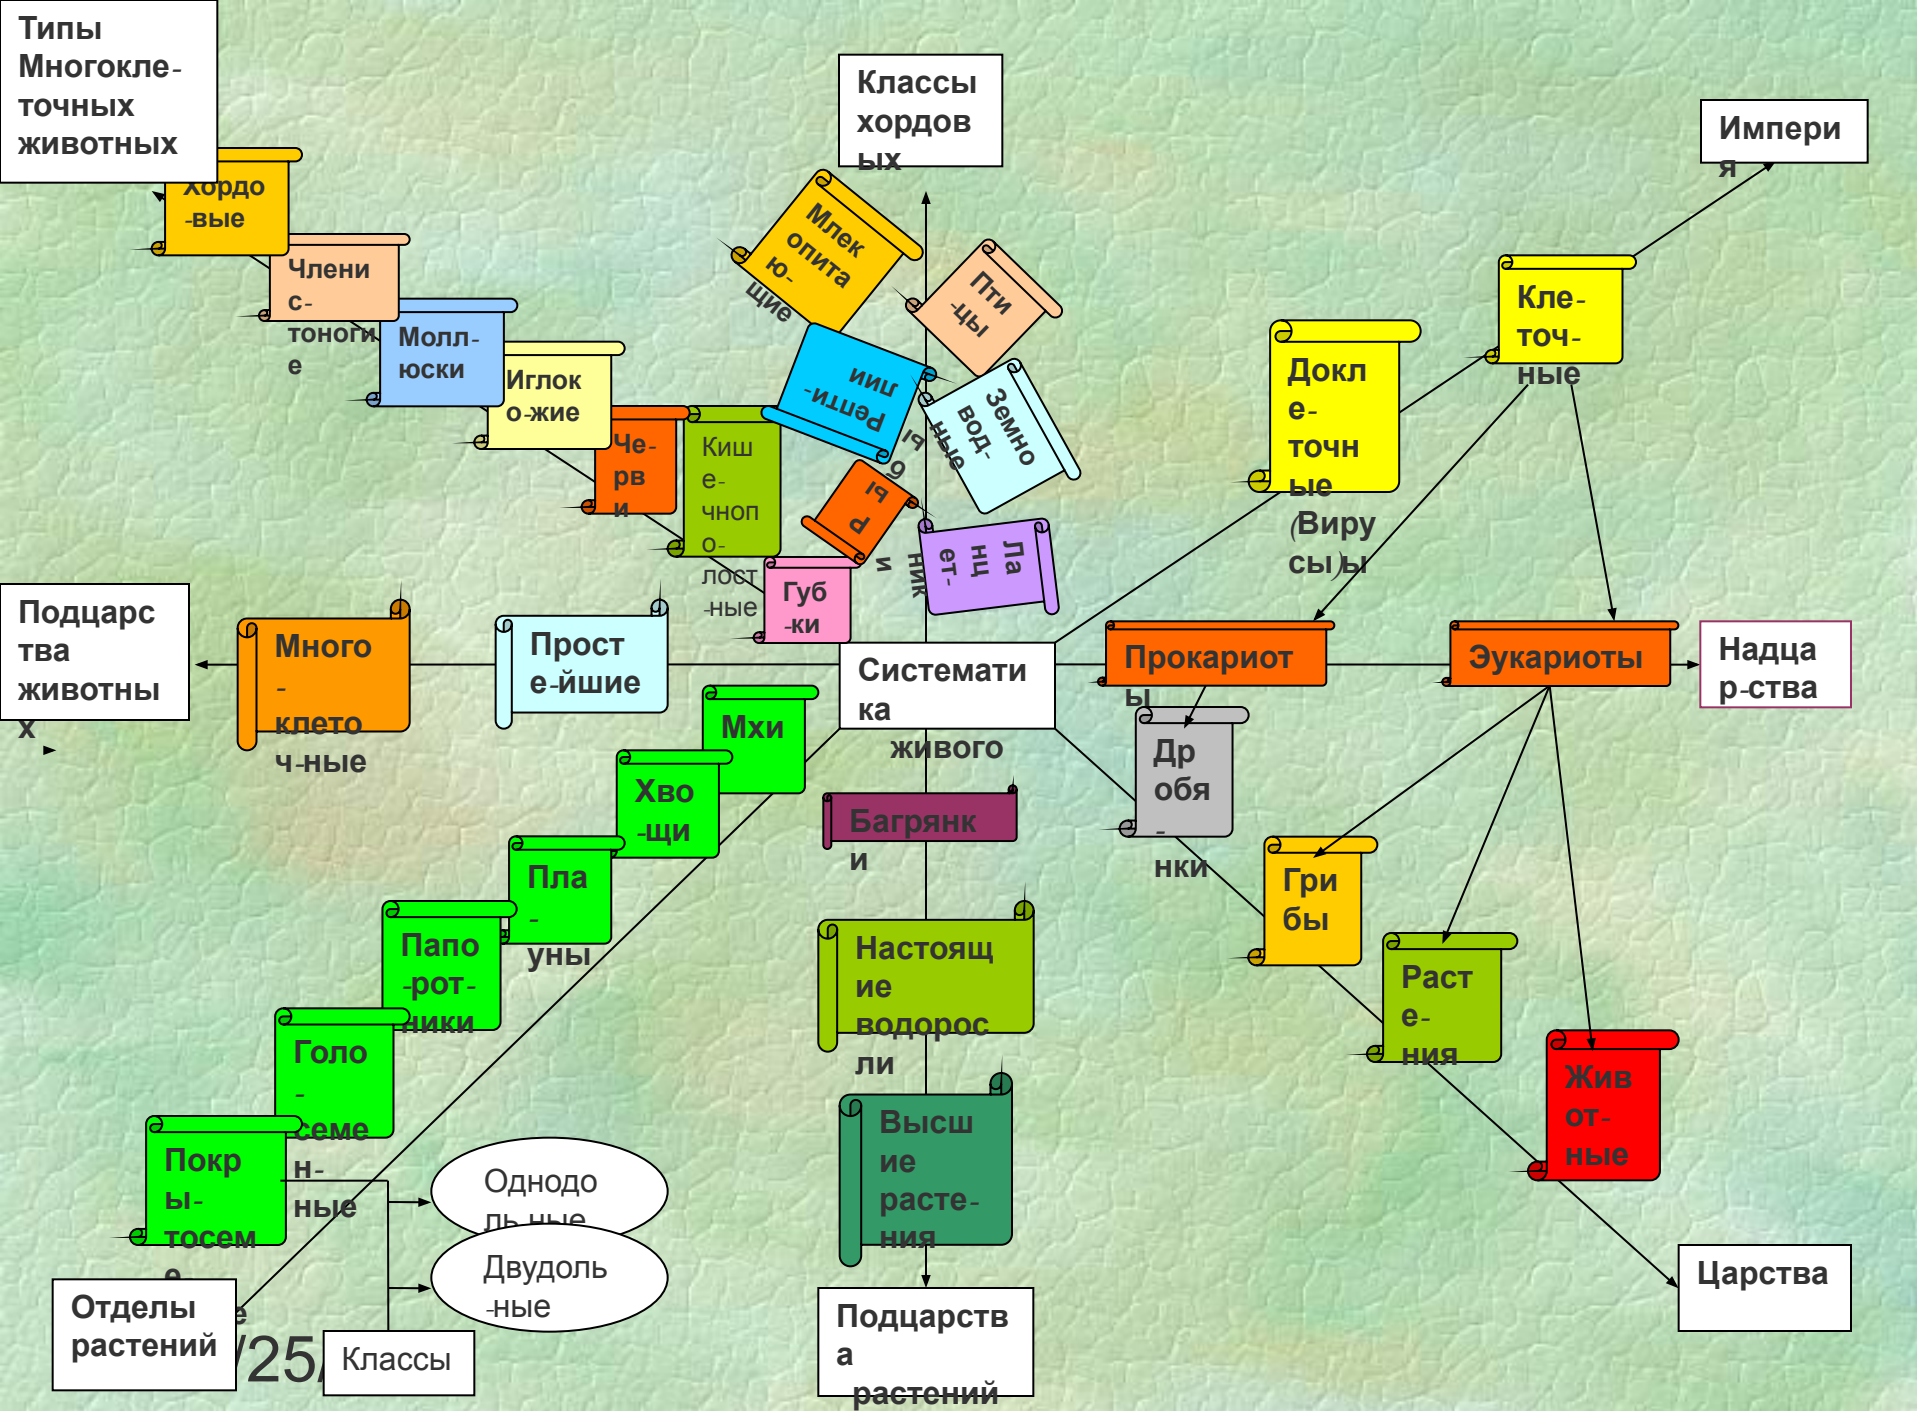 Типы
Многокле-
точных
животных
Хордо
-вые
Члени
с-
тоноги
е
Молл-
юски
Иглок
о-жие
Че-
рв
и
Киш
е-
чноп
о-
лост
-ные
Губ
-ки
Классы
хордов
ых
Млек
опита
ю-
щие
Пти
-цы
Репти-
лии
Земно
вод-
ные
Р
ы
б
ы
и
Ла
нц
ет-
ник
Импери
я
Кле-
точ-
ные
Докл
е-
точн
ые
(Виру
сы)ы
Подцарс
тва
животны
х
Много
-
клето
ч-ные
Прост
е-йшие
Системати
ка
живого
Прокариот
ы
Эукариоты
Надца
р-ства
Мхи
Хво
-щи
Пла
-
уны
Папо
-рот-
ники
Голо
-
семе
н-
ные
Покр
ы-
тосем
е-
е
Отделы
растений
/25/
Классы
Однодо
ль-ные
Двудоль
-ные
Багрянк
и
Настоящ
ие
водорос
ли
Высш
ие
расте-
ния
Подцарств
а
растений
Др
обя
-
нки
Гри
бы
Раст
е-
ния
Жив
от-
ные
Царства